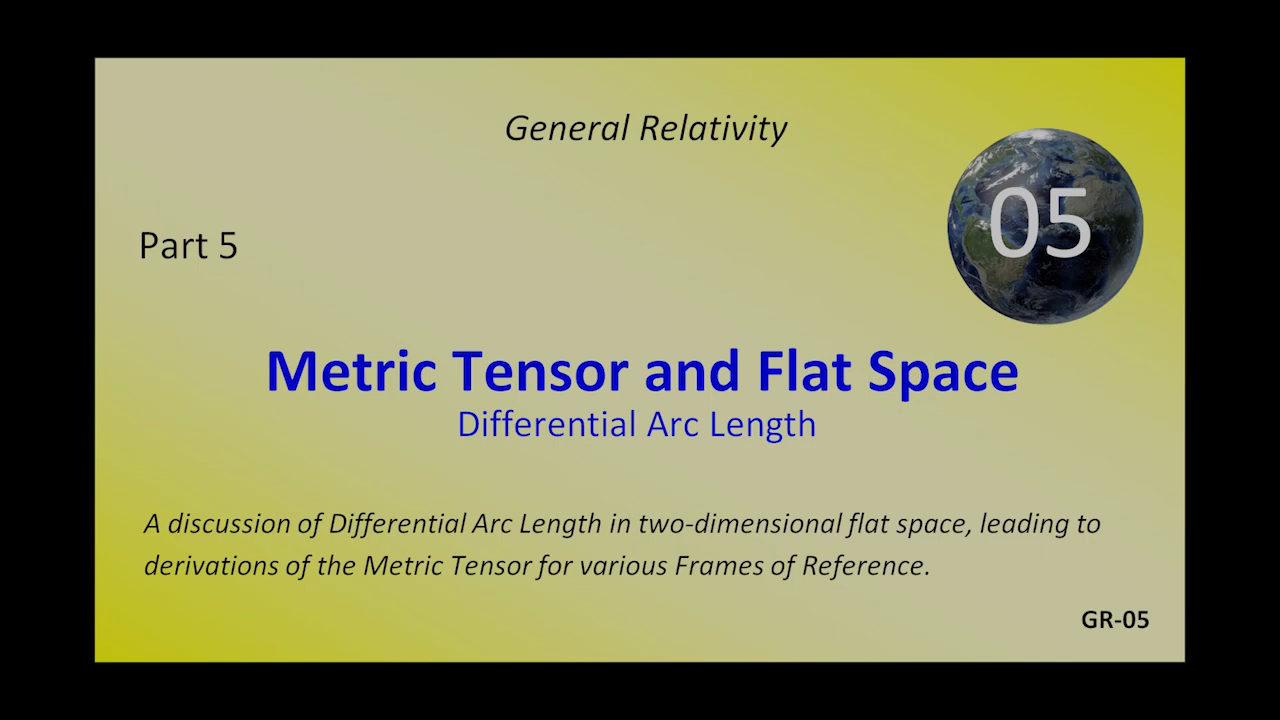 General Relativity
05
Part 5
Metric Tensor and Flat Space
Differential Arc Length
A discussion of Differential Arc Length in two-dimensional flat space, leading to
derivations of the Metric Tensor for various Frames of Reference.
GR-05